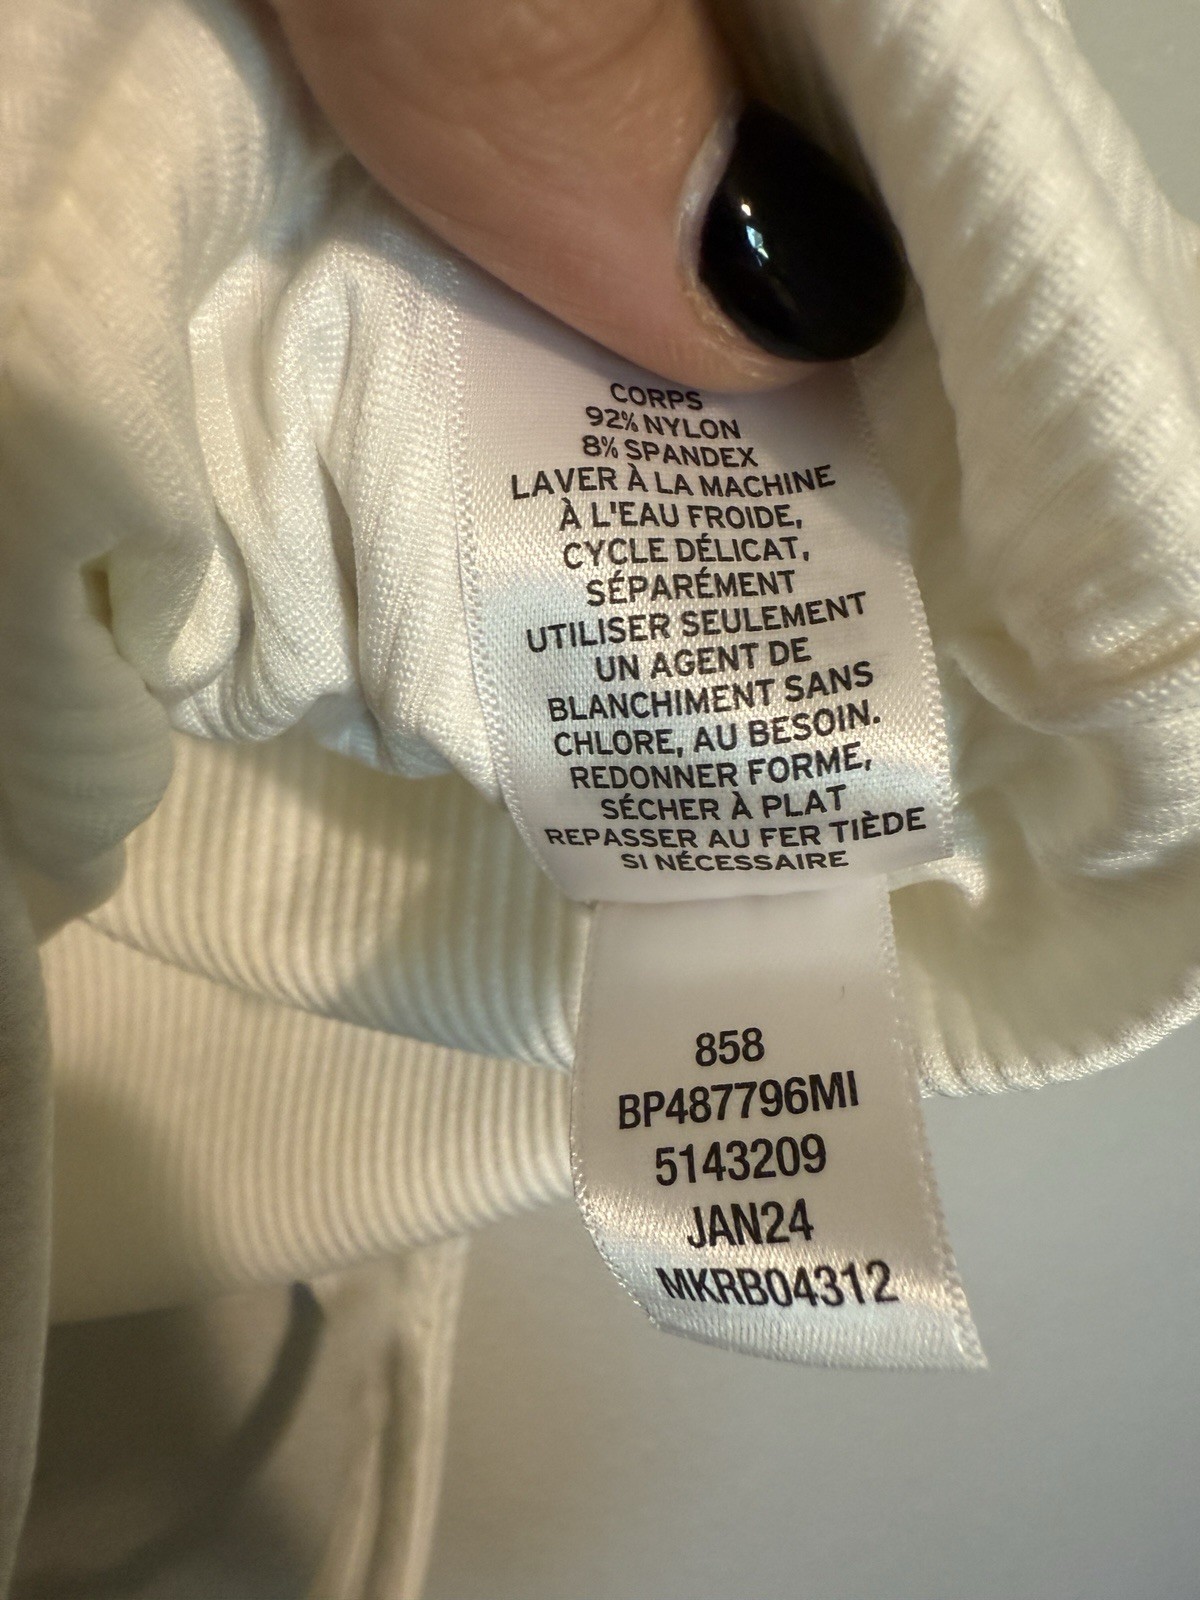 CORPS
92% NYLON
8% SPANDEX
LAVER À LA MACHINE
À L'EAU FROIDE,
CYCLE DÉLICAT,
SÉPARÉMENT
UTILISER SEULEMENT
UN AGENT DE
BLANCHIMENT SANS
CHLORE, AU BESOIN.
REDONNER FORME,
SÉCHER À PLAT
REPASSER AU FER TIÈDE
SI NÉCESSAIRE
858
BP487796MI
5143209
JAN24
MKRB04312